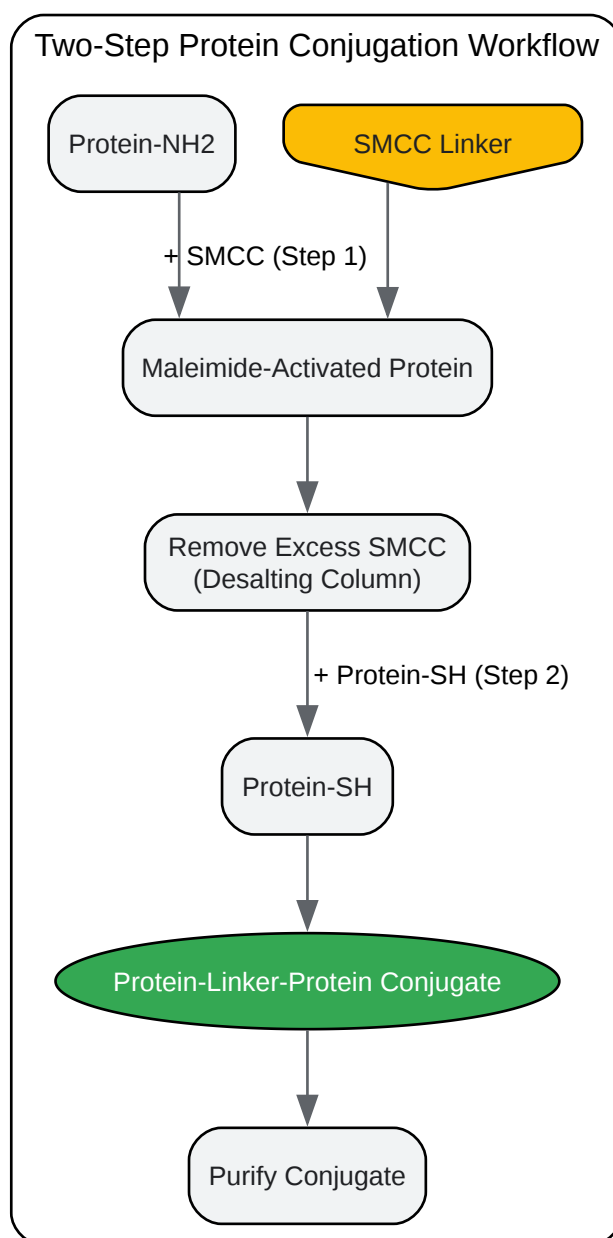 Two-Step Protein Conjugation Workflow
Protein-NH2
SMCC Linker
+ SMCC (Step 1)
Maleimide-Activated Protein
Remove Excess SMCC
(Desalting Column)
+ Protein-SH (Step 2)
Protein-SH
Protein-Linker-Protein Conjugate
Purify Conjugate